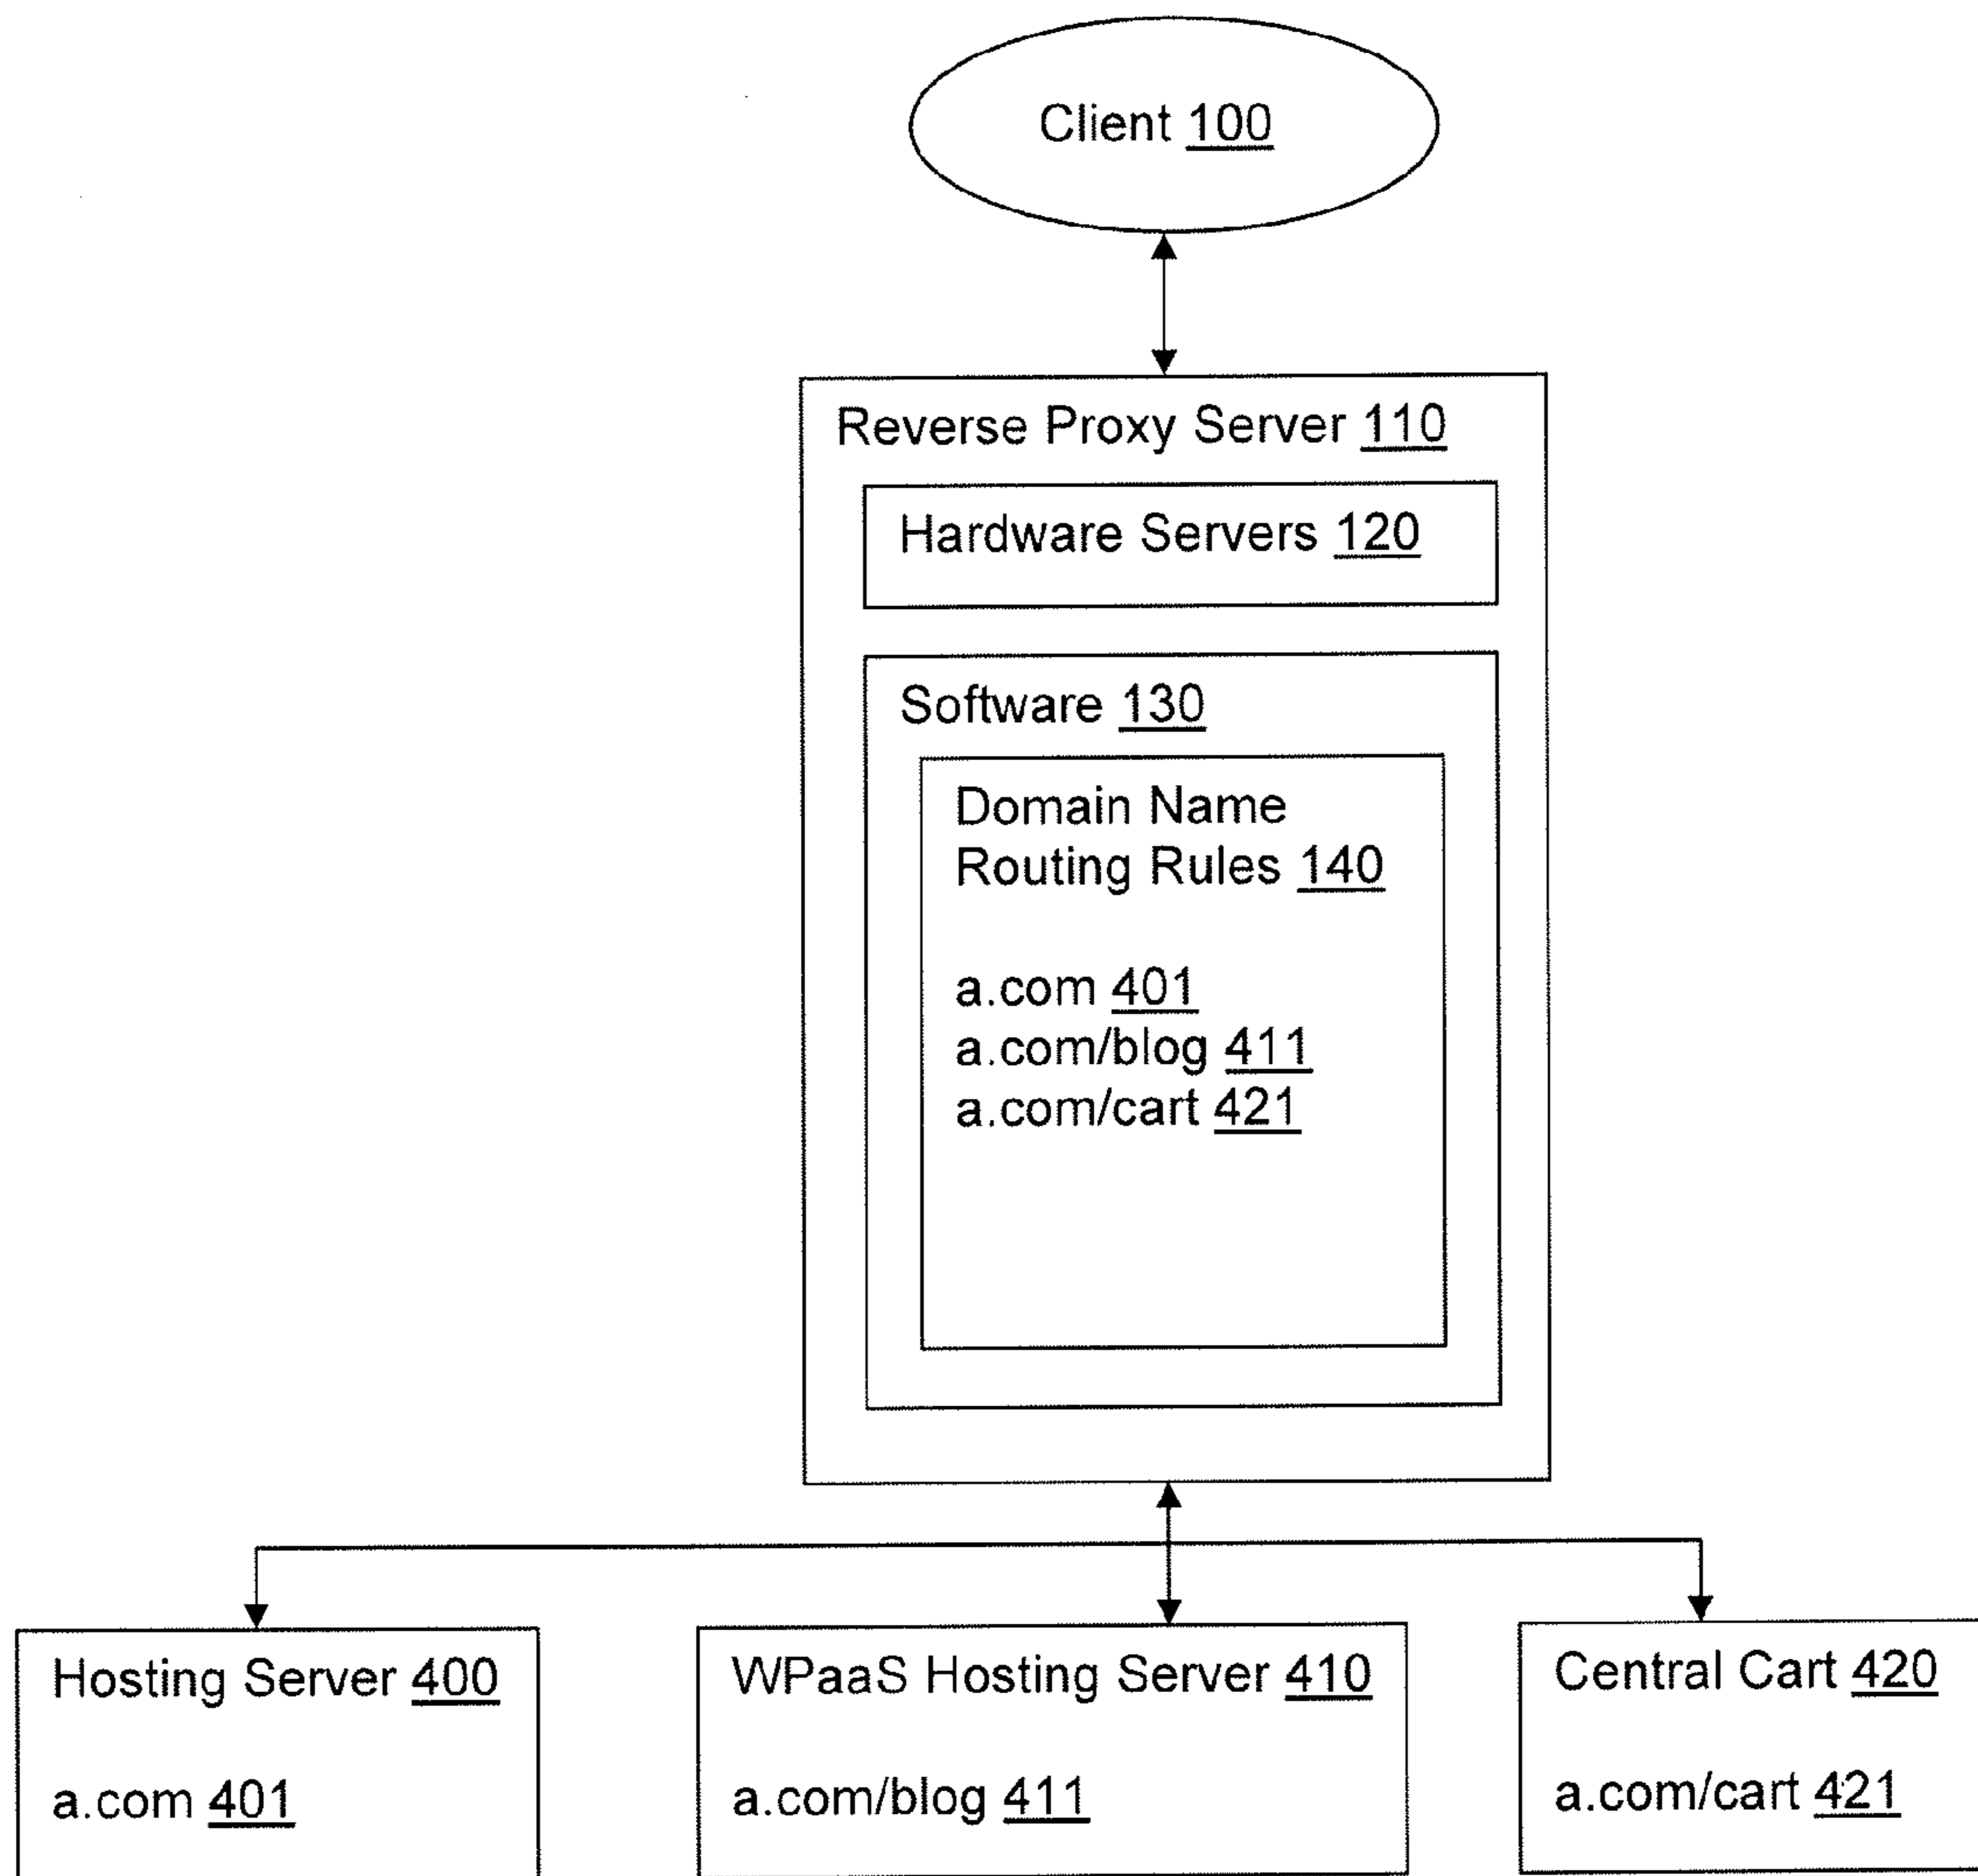 Client 100
Reverse Proxy Server 110
Hardware Servers 120
Software 130
Domain Name
Routing Rules 140
a.com 401
a.com/blog 411
a.com/cart 421
Hosting Server 400
a.com 401
WPaaS Hosting Server 410
a.com/blog 411
Central Cart 420
a.com/cart 421